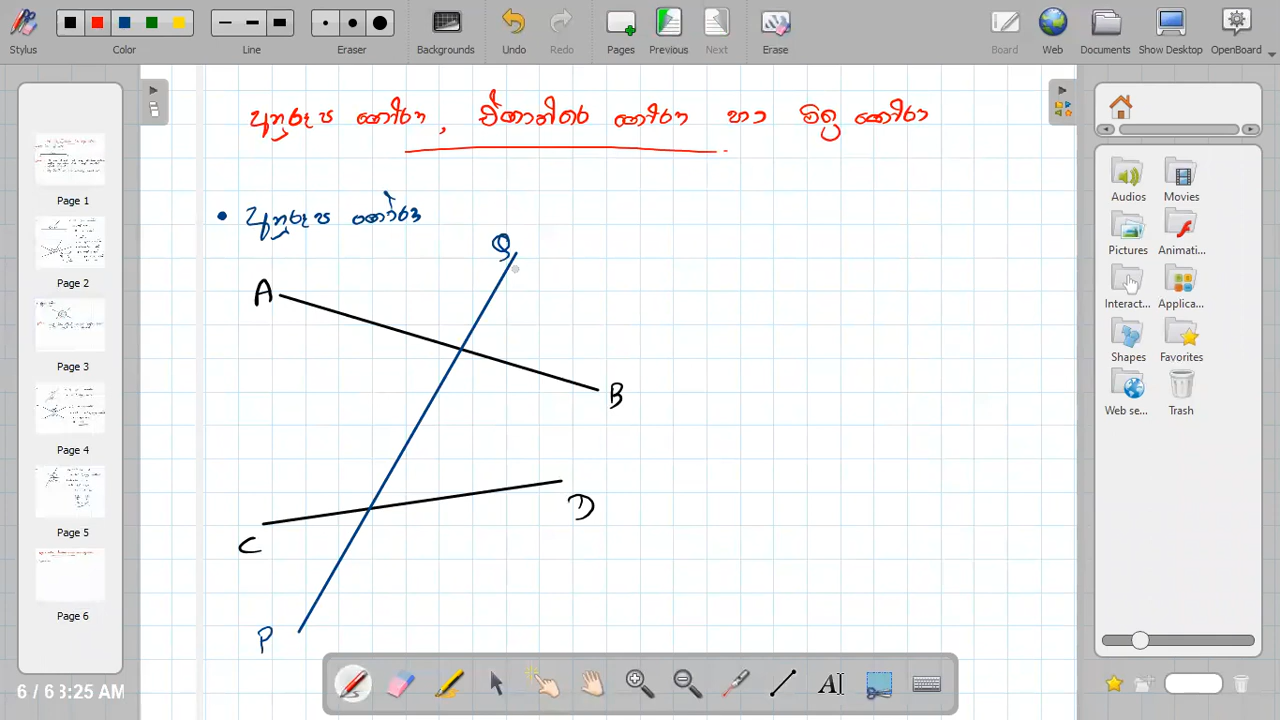 Stylus
Color
Line
Eraser
Backgrounds
Undo
Redo
Pages
Previous
Next
Erase
Board
Web
Documents
Show Desktop
OpenBoard
අනුරූප කෝණ, ඒකාන්තර කෝණ හා මිත්‍ර කෝණ
• අනුරූප කෝණ
Q
A
B
D
C
P
Page 1
Page 2
Page 3
Page 4
Page 5
Page 6
6 / 6
8:25 AM
Audios
Movies
Pictures
Animati...
Interact...
Applica...
Shapes
Favorites
Web se...
Trash